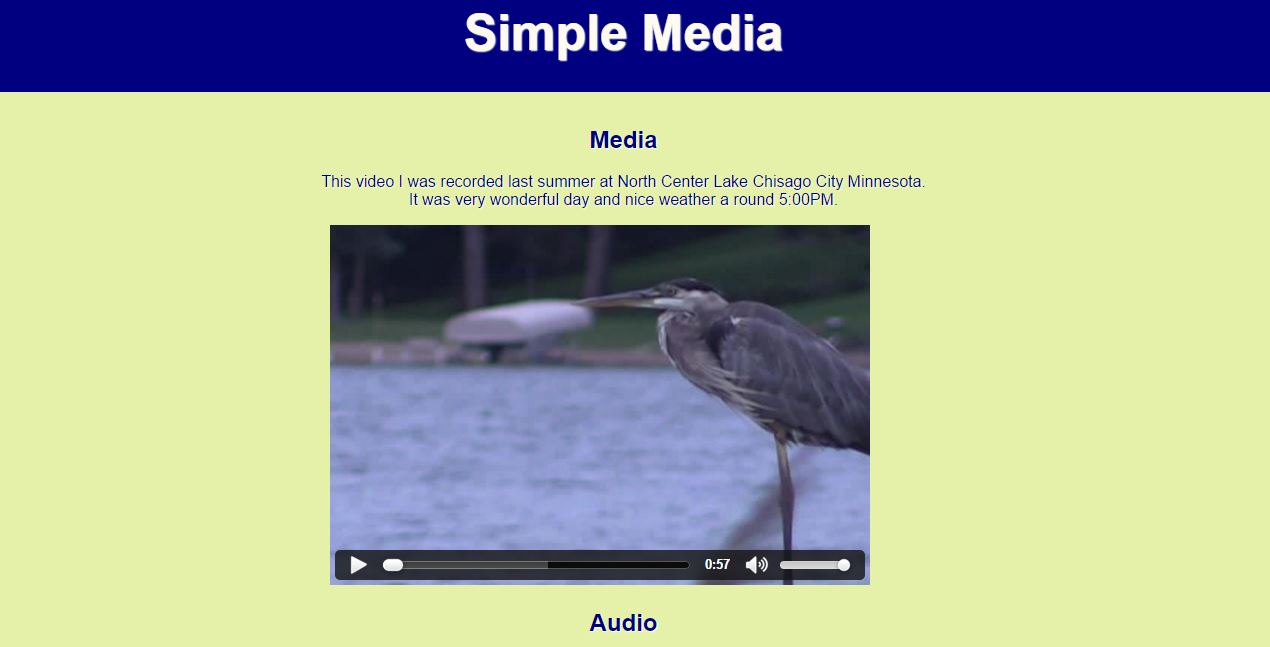 Simple Media
Media
This video I was recorded last summer at North Center Lake Chisago City Minnesota.
It was very wonderful day and nice weather a round 5:00PM.
0:57
Audio